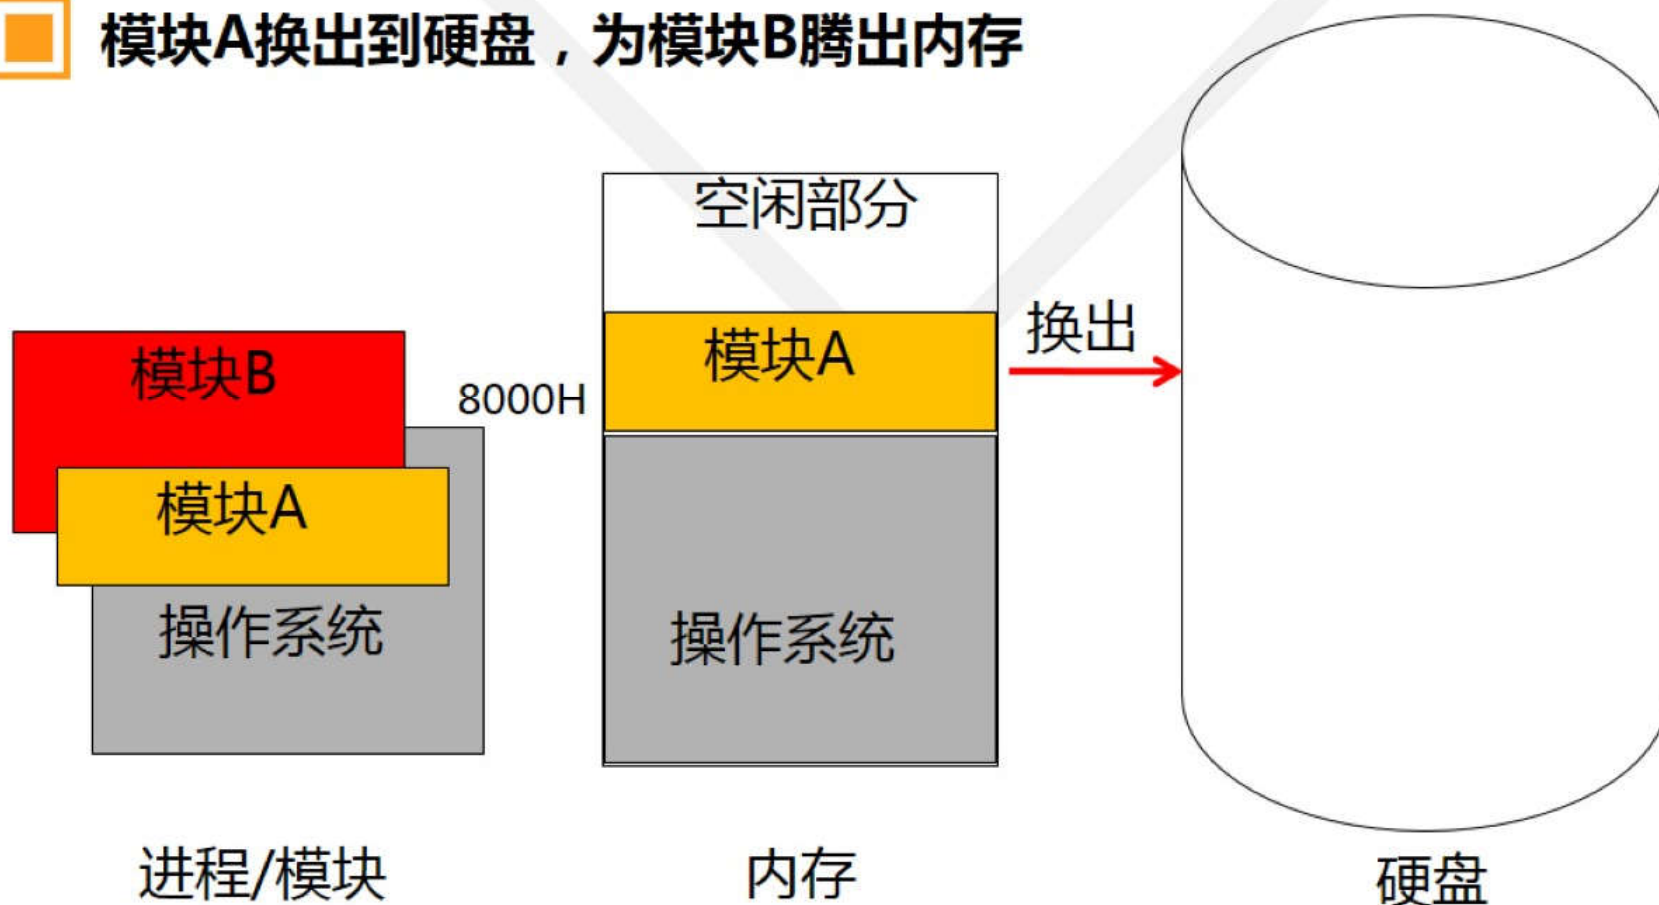 模块A换出到硬盘，为模块B腾出内存
空闲部分
换出
模块A
模块B
8000H
模块A
操作系统
操作系统
进程/模块
内存
硬盘